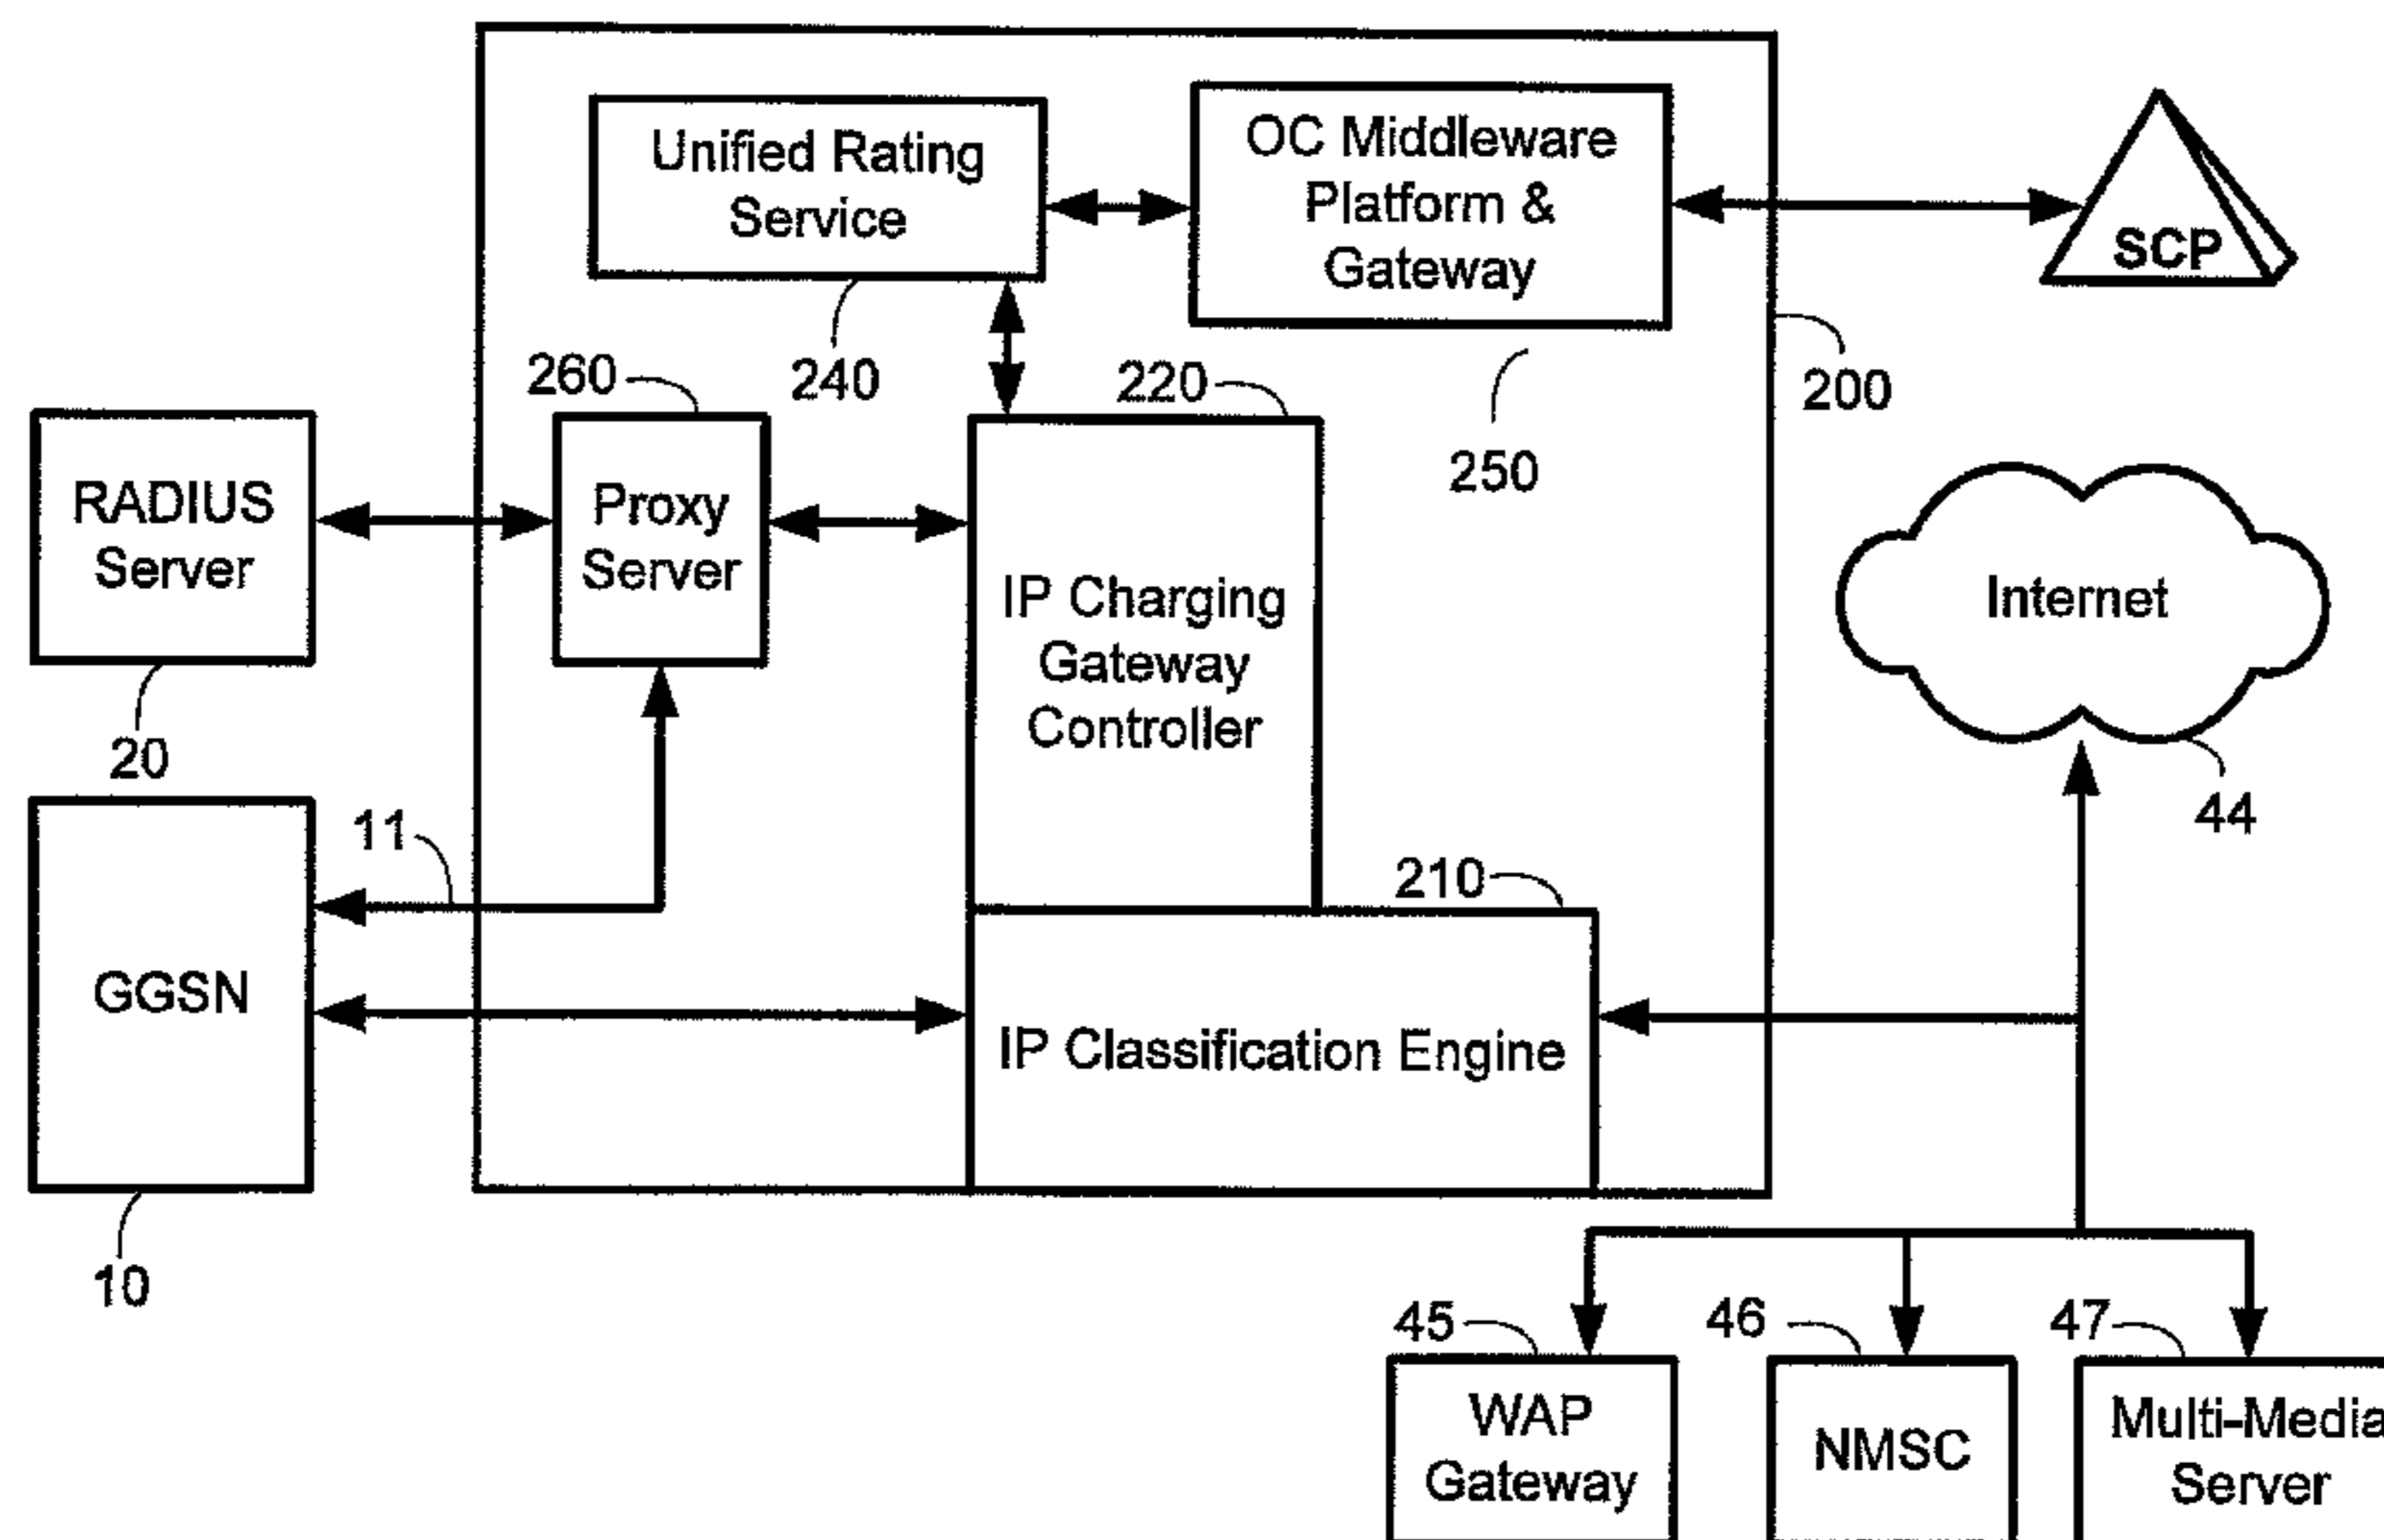 Unified Rating
Service
OC Middleware
Platform &
Gateway
SCP
240
260
220
250
200
RADIUS
Server
20
Proxy
Server
IP Charging
Gateway
Controller
Internet
44
11
GGSN
10
210
IP Classification Engine
45
46
47
WAP
Gateway
NMSC
Multi-Media
Server